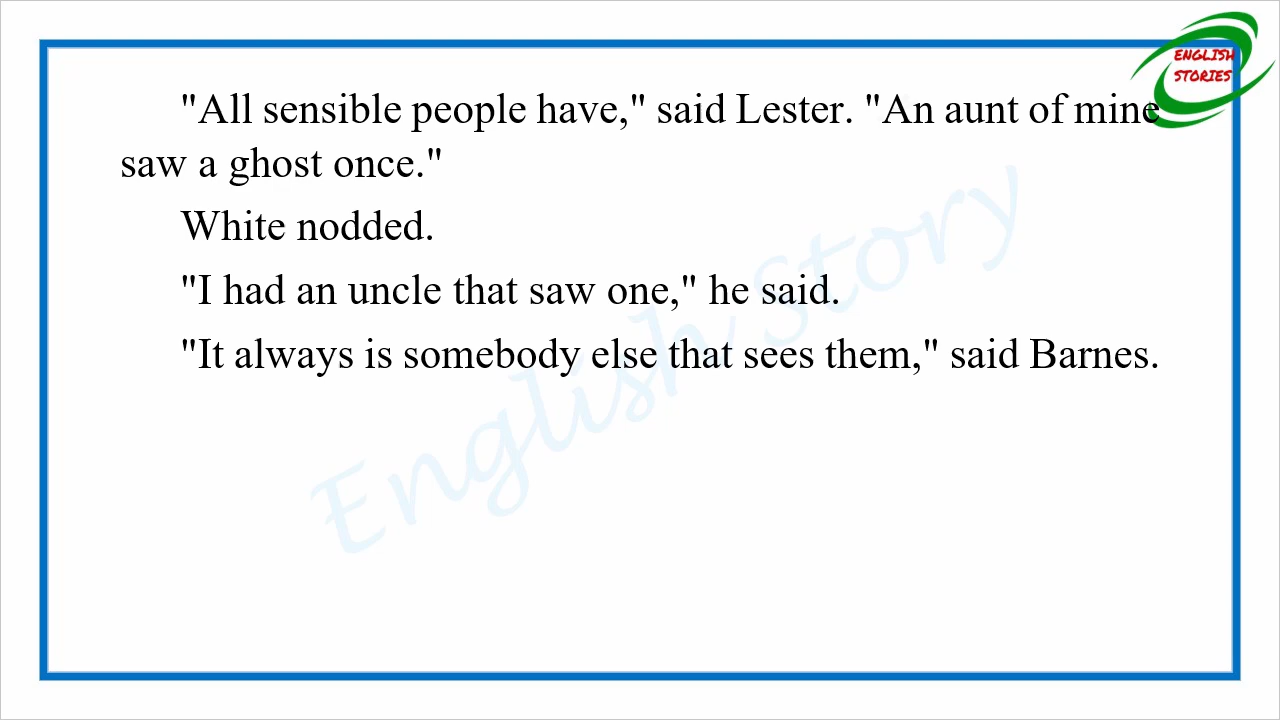 ENGLISH
STORIES
"All sensible people have," said Lester. "An aunt of mine
saw a ghost once."
White nodded.
"I had an uncle that saw one," he said.
"It always is somebody else that sees them," said Barnes.
English Story